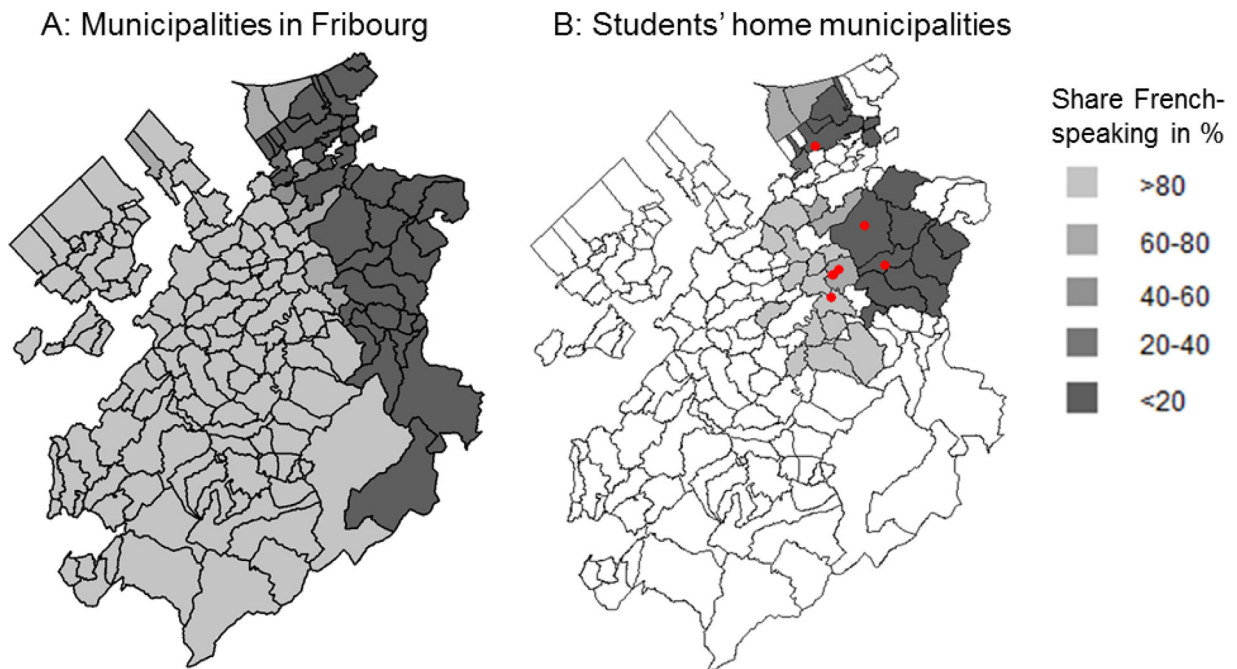 A: Municipalities in Fribourg
B: Students’ home municipalities
Share French-
speaking in %
>80
60-80
40-60
20-40
<20